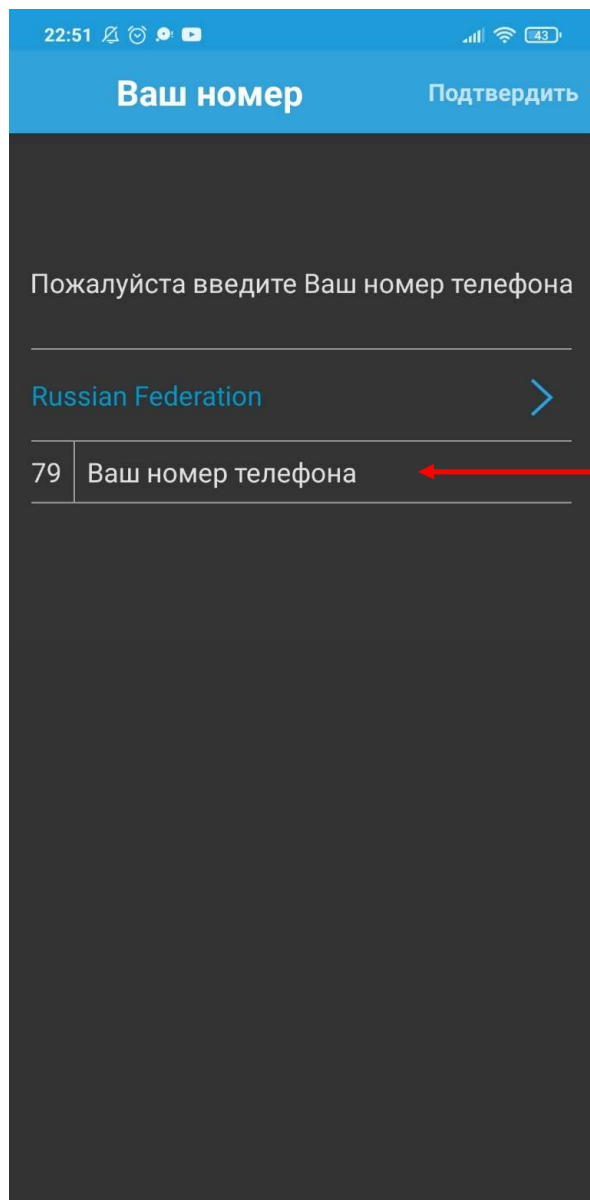 22:51 43
Ваш номер Подтвердить
Пожалуйста введите Ваш номер телефона
Russian Federation
79 Ваш номер телефона